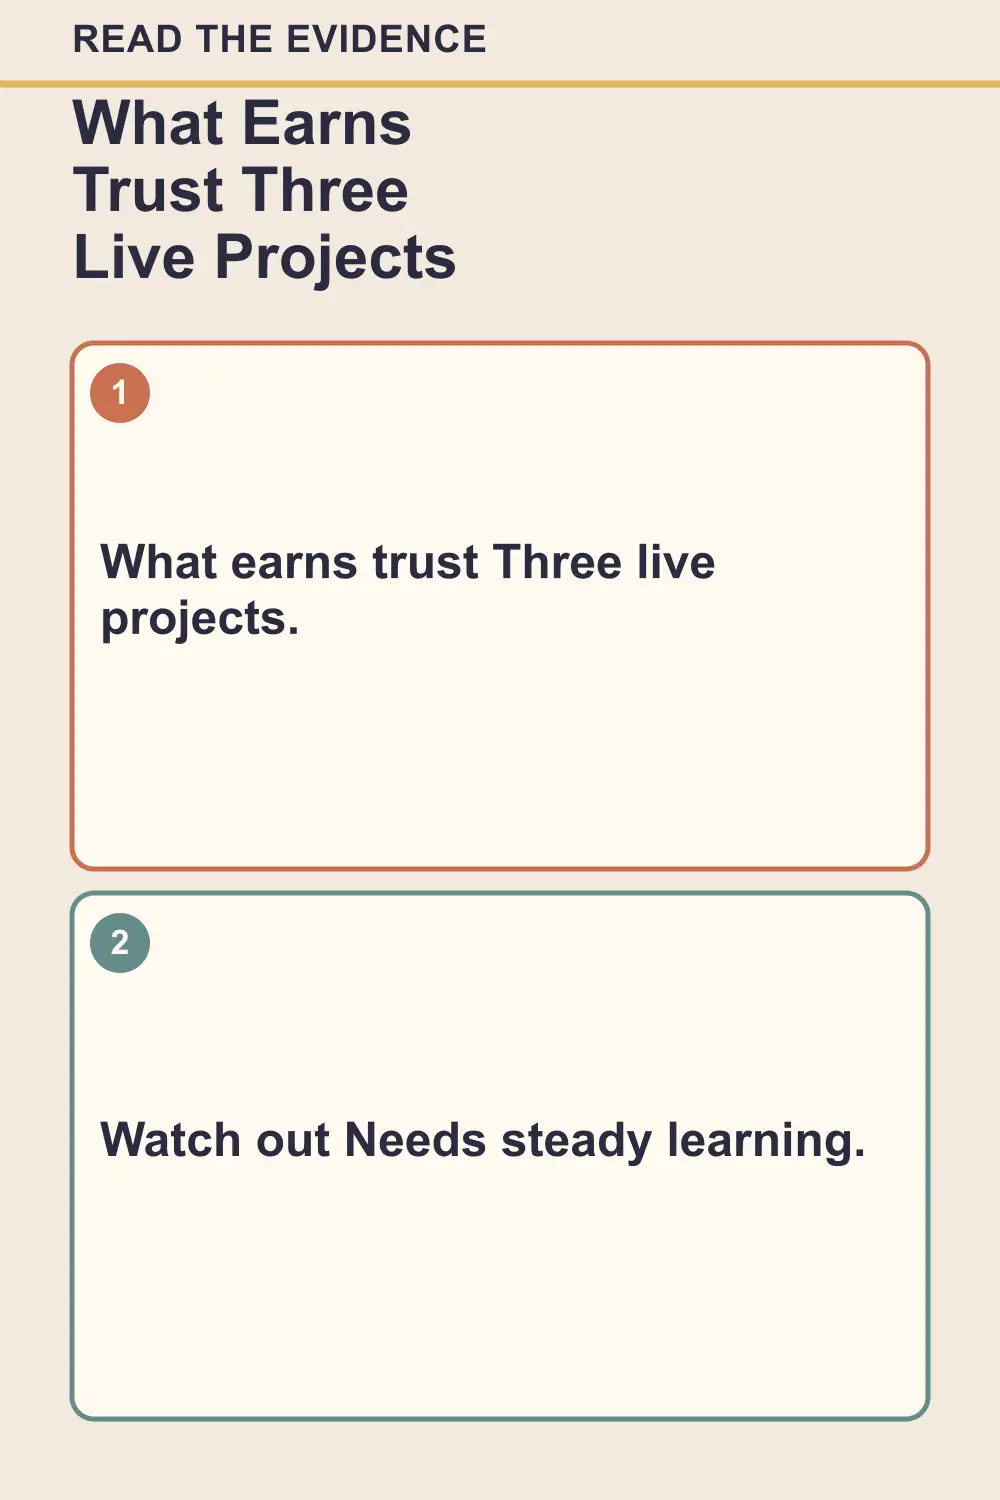 READ THE EVIDENCE
What Earns
Trust Three
Live Projects
1
What earns trust Three live
projects.
2
Watch out Needs steady learning.